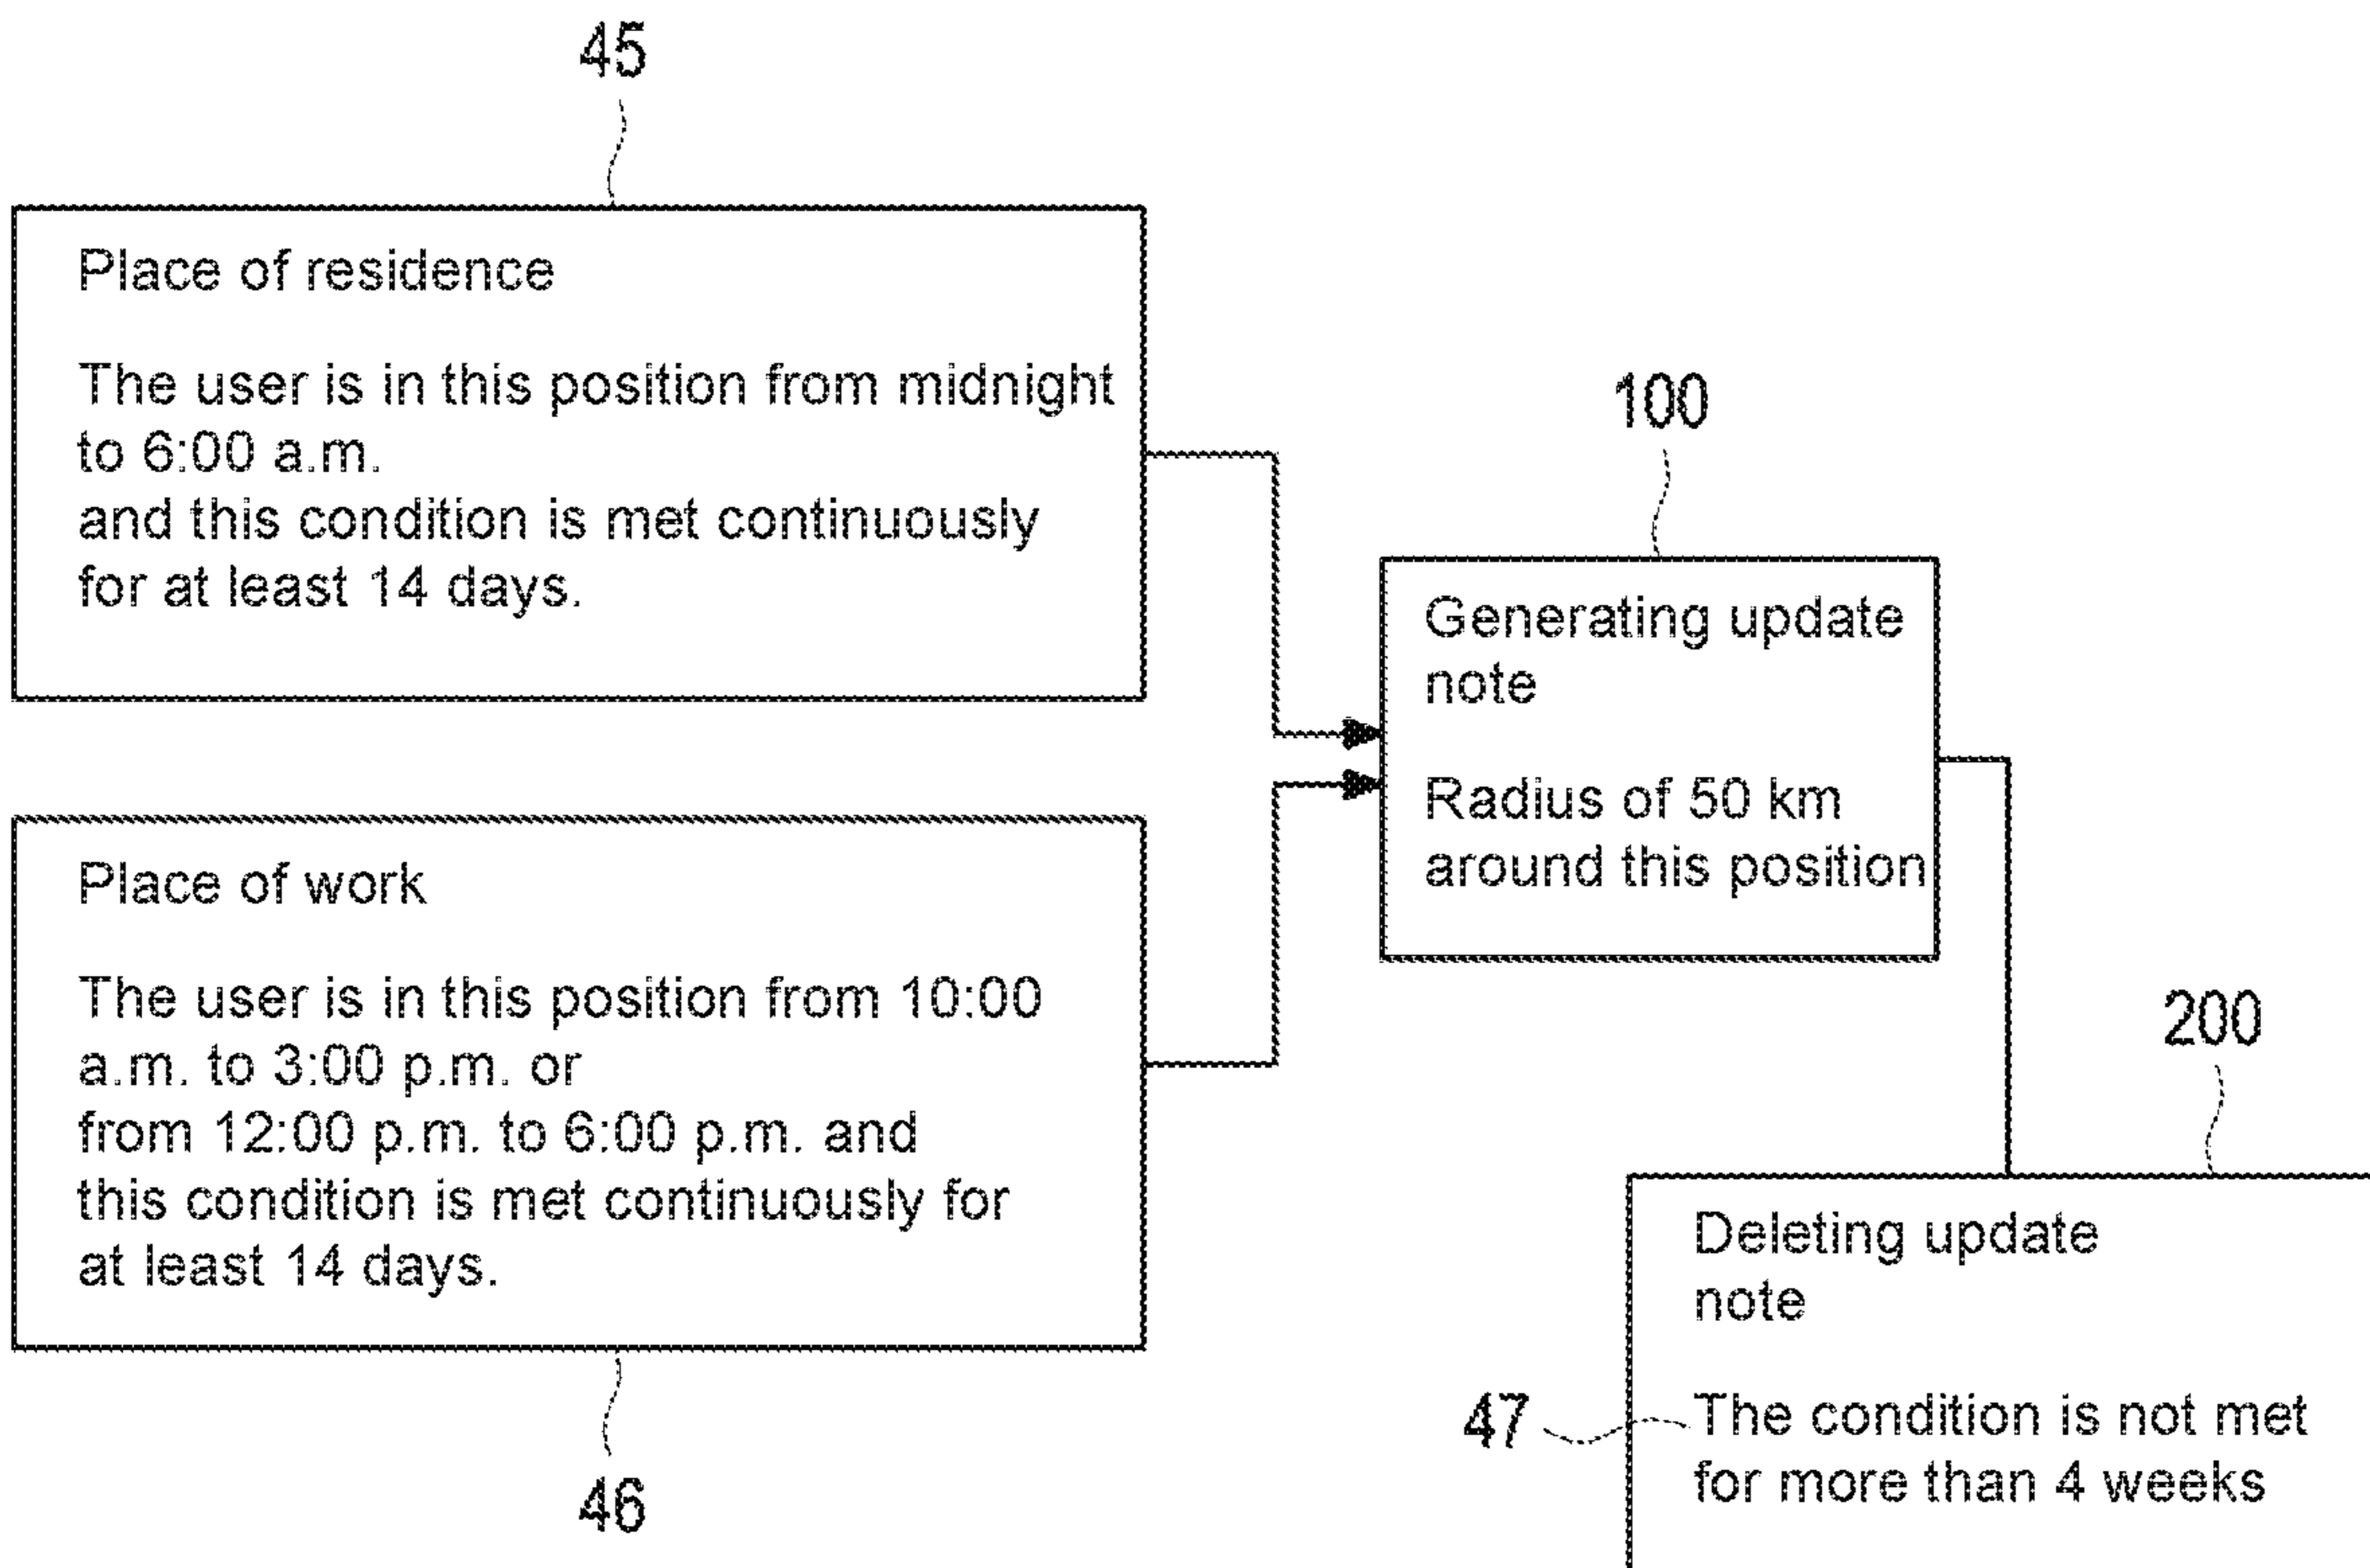 45
Place of residence
The user is in this position from midnight
to 6:00 a.m.
and this condition is met continuously
for at least 14 days.
100
Generating update
note
Radius of 50 km
around this position
Place of work
The user is in this position from 10:00
a.m. to 3:00 p.m. or
from 12:00 p.m. to 6:00 p.m. and
this condition is met continuously for
at least 14 days.
46
200
Deleting update
note
47
The condition is not met
for more than 4 weeks